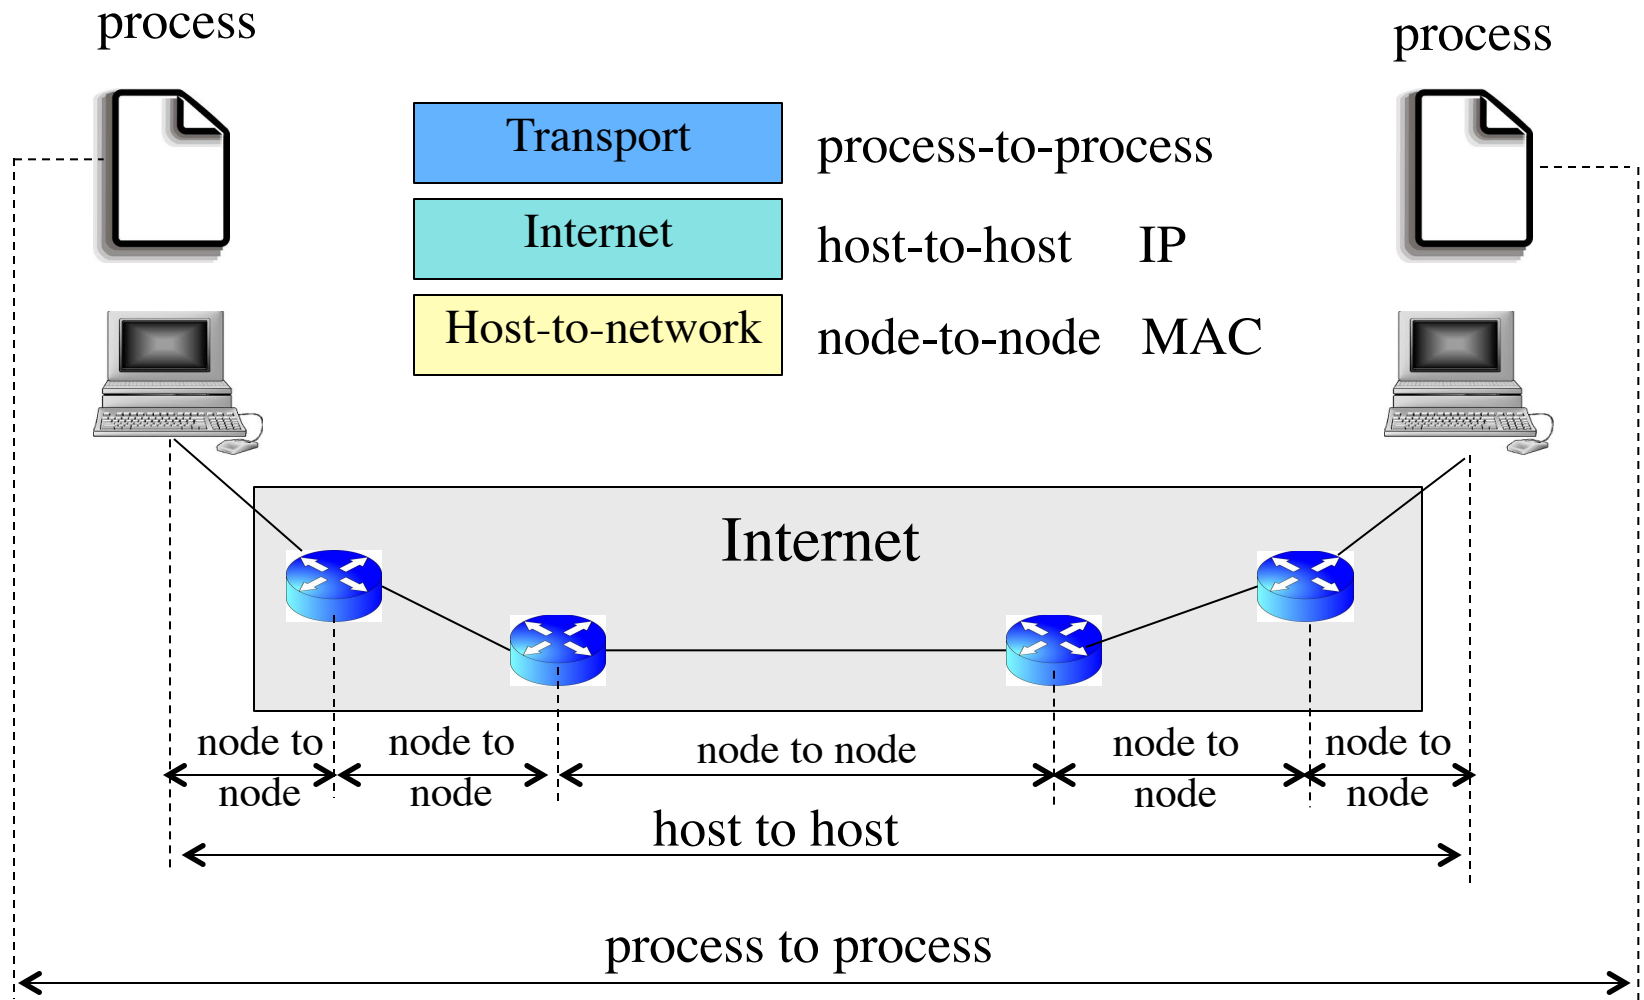 process
process
Transport
process-to-process
Internet
host-to-host IP
Host-to-network
node-to-node MAC
Internet
node to
node
node to
node
node to node
node to
node
node to
node
host to host
process to process